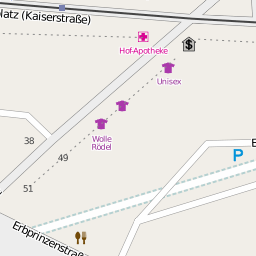 latz (Kaiserstraße)
Hof-Apotheke
$
Unisex
Wolle
Rödel
38
E
P
49
51
Erbprinzenstraße